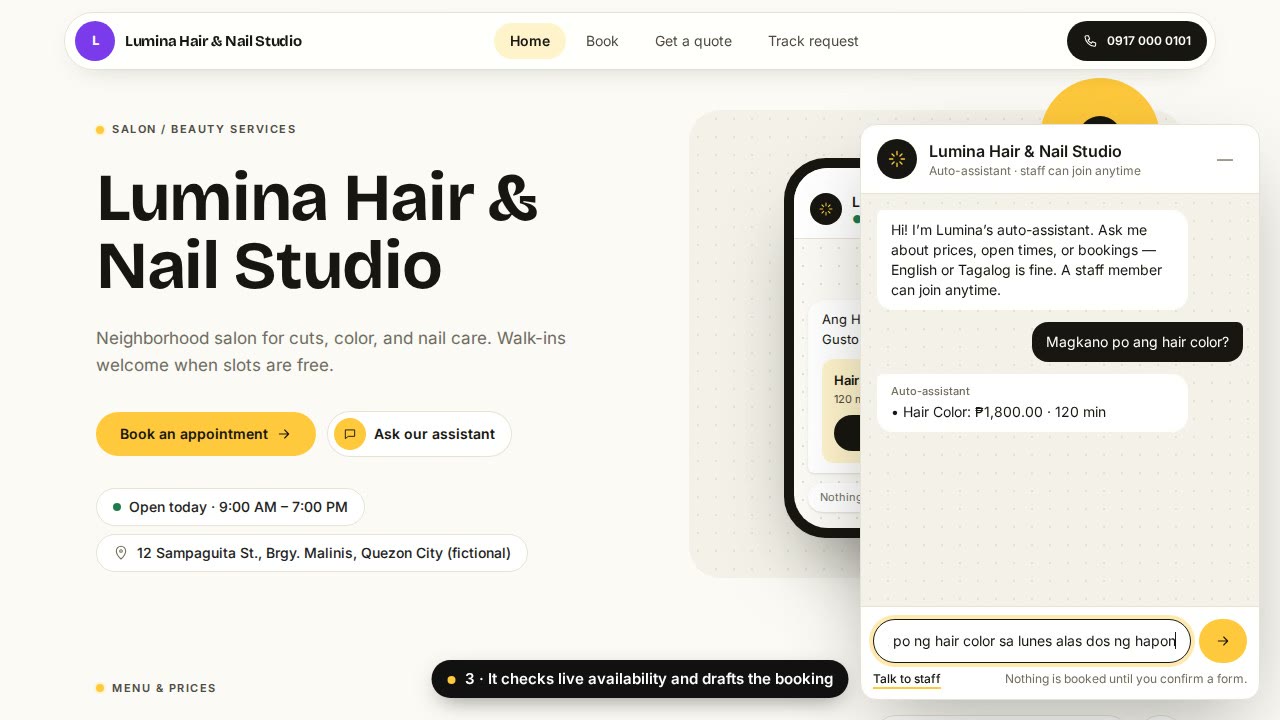 L
Lumina Hair & Nail Studio
Home
Book
Get a quote
Track request
0917 000 0101
SALON / BEAUTY SERVICES
Lumina Hair &
Nail Studio
Neighborhood salon for cuts, color, and nail care. Walk-ins
welcome when slots are free.
Book an appointment →
Ask our assistant
Open today · 9:00 AM – 7:00 PM
12 Sampaguita St., Brgy. Malinis, Quezon City (fictional)
MENU & PRICES
L
Ang H
Gusto
Hair
120 m
Nothing
Lumina Hair & Nail Studio
Auto-assistant · staff can join anytime
Hi! I’m Lumina’s auto-assistant. Ask me
about prices, open times, or bookings —
English or Tagalog is fine. A staff member
can join anytime.
Magkano po ang hair color?
Auto-assistant
• Hair Color: ₱1,800.00 · 120 min
po ng hair color sa lunes alas dos ng hapon
Talk to staff
Nothing is booked until you confirm a form.
3 · It checks live availability and drafts the booking